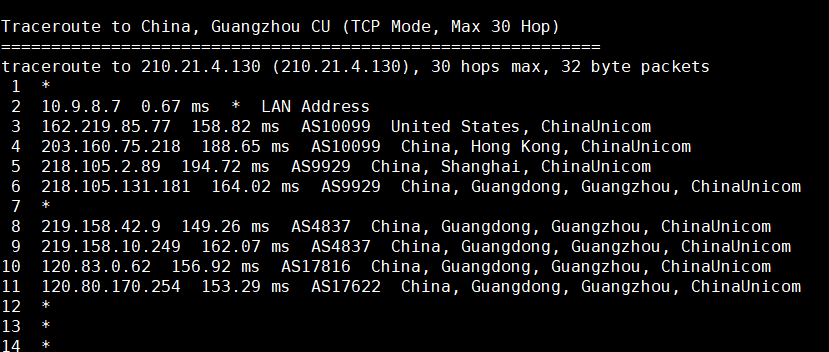 Traceroute to China, Guangzhou CU (TCP Mode, Max 30 Hop)
============================================================
traceroute to 210.21.4.130 (210.21.4.130), 30 hops max, 32 byte packets
 1  *
 2  10.9.8.7  0.67 ms  *  LAN Address
 3  162.219.85.77  158.82 ms  AS10099  United States, ChinaUnicom
 4  203.160.75.218  188.65 ms  AS10099  China, Hong Kong, ChinaUnicom
 5  218.105.2.89  194.72 ms  AS9929  China, Shanghai, ChinaUnicom
 6  218.105.131.181  164.02 ms  AS9929  China, Guangdong, Guangzhou, ChinaUnicom
 7  *
 8  219.158.42.9  149.26 ms  AS4837  China, Guangdong, Guangzhou, ChinaUnicom
 9  219.158.10.249  162.07 ms  AS4837  China, Guangdong, Guangzhou, ChinaUnicom
10  120.83.0.62  156.92 ms  AS17816  China, Guangdong, Guangzhou, ChinaUnicom
11  120.80.170.254  153.29 ms  AS17622  China, Guangdong, Guangzhou, ChinaUnicom
12  *
13  *
14  *